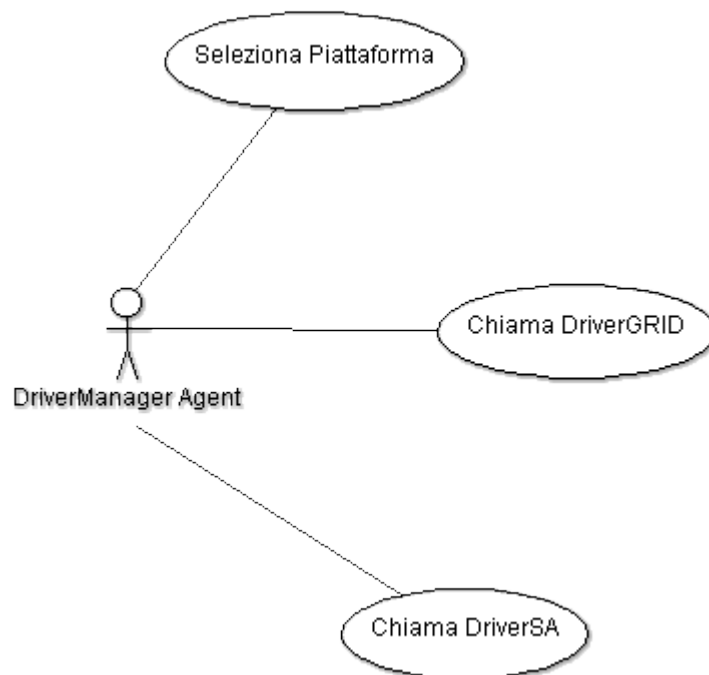 Seleziona Piattaforma
Chiama DriverGRID
DriverManager Agent
Chiama DriverSA